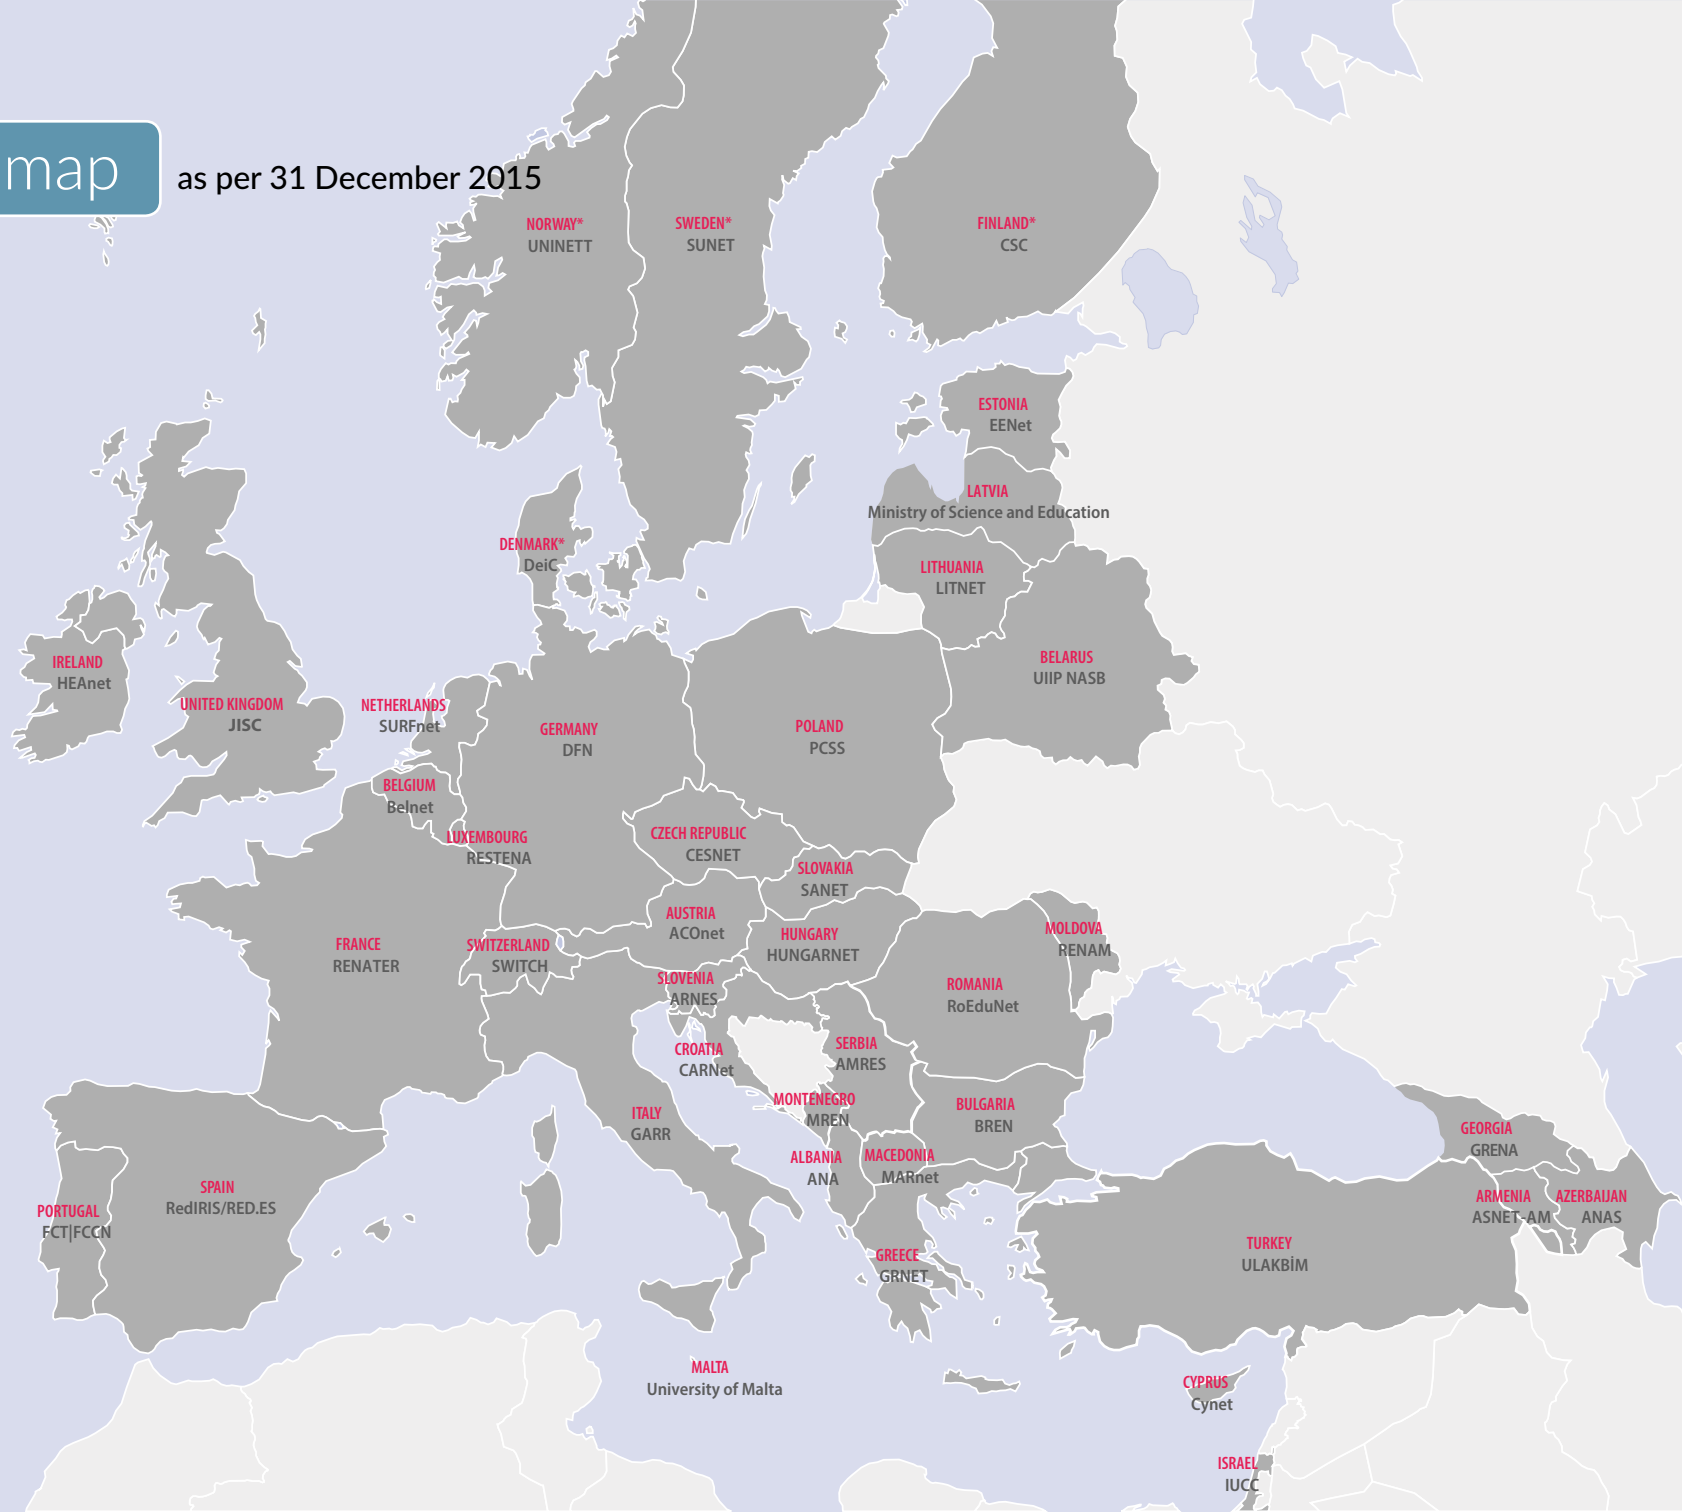 map
as per 31 December 2015
NORWAY*
UNINETT
SWEDEN*
SUNET
FINLAND*
CSC
ESTONIA
EENet
LATVIA
Ministry of Science and Education
DENMARK*
DeiC
LITHUANIA
LITNET
IRELAND
HEAnet
BELARUS
UIIP NASB
UNITED KINGDOM
JISC
NETHERLANDS
SURFnet
GERMANY
DFN
POLAND
PCSS
BELGIUM
Belnet
LUXEMBOURG
RESTENA
CZECH REPUBLIC
CESNET
SLOVAKIA
SANET
AUSTRIA
ACOnet
HUNGARY
HUNGARNET
MOLDOVA
RENAM
FRANCE
RENATER
SWITZERLAND
SWITCH
SLOVENIA
ARNES
ROMANIA
RoEduNet
CROATIA
CARNet
SERBIA
AMRES
MONTENEGRO
MREN
BULGARIA
BREN
ITALY
GARR
GEORGIA
GRENA
ALBANIA
ANA
MACEDONIA
MARnet
SPAIN
RedIRIS/RED.ES
PORTUGAL
FCT|FCCN
ARMENIA
ASNET-AM
AZERBAIJAN
ANAS
GREECE
GRNET
TURKEY
ULAKBİM
MALTA
University of Malta
CYPRUS
Cynet
ISRAEL
IUCC